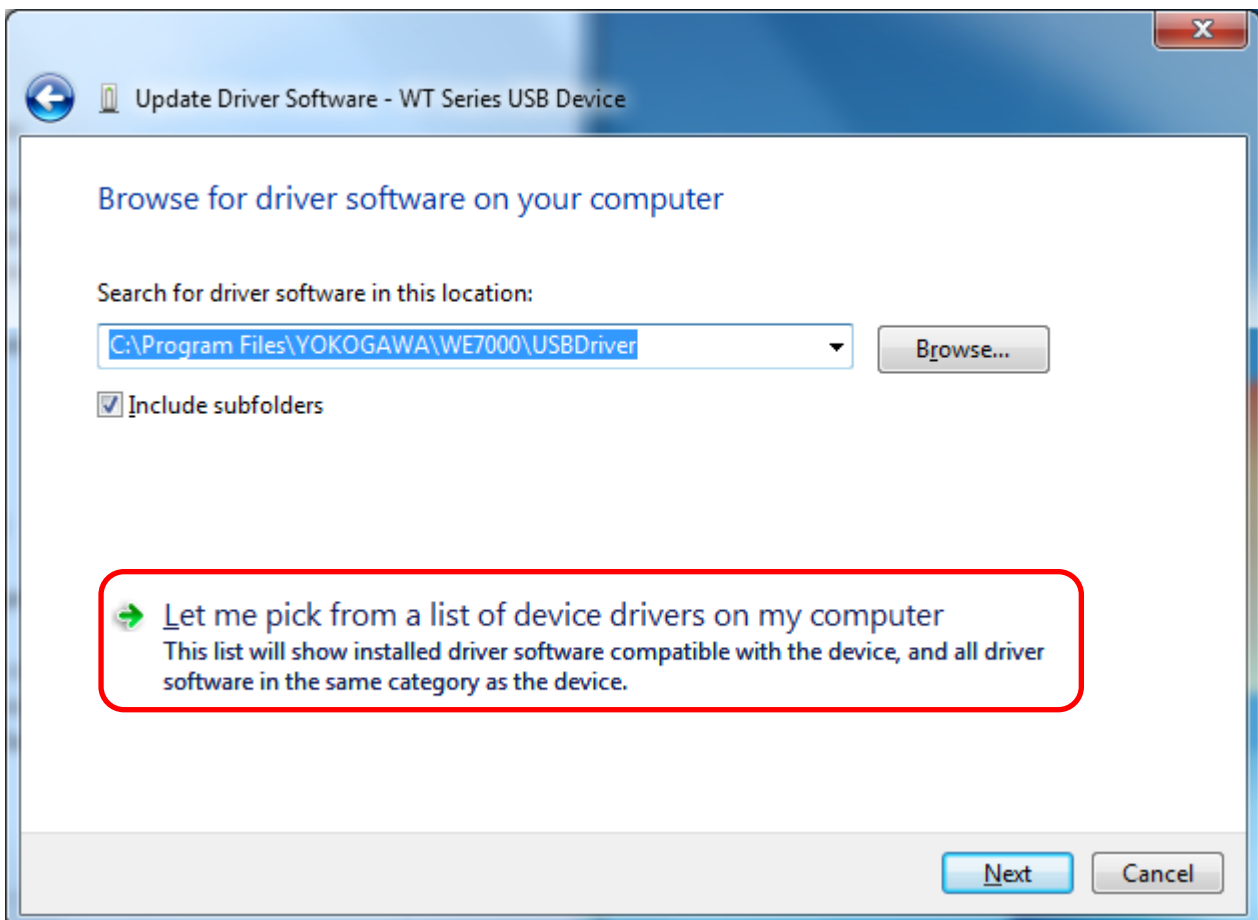 Update Driver Software - WT Series USB Device
Browse for driver software on your computer
Search for driver software in this location:
C:\Program Files\YOKOGAWA\WE7000\USBDriver
Browse...
Include subfolders
Let me pick from a list of device drivers on my computer
This list will show installed driver software compatible with the device, and all driver
software in the same category as the device.
Next
Cancel